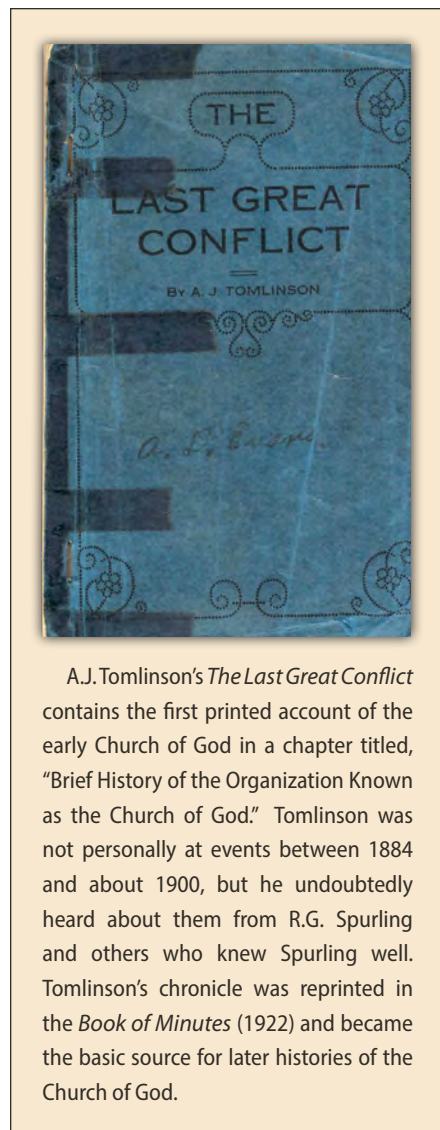 THE
LAST GREAT
CONFLICT
BY A. J. TOMLINSON
A.J. Tomlinson's The Last Great Conflict
contains the first printed account of the
early Church of God in a chapter titled,
“Brief History of the Organization Known
as the Church of God.” Tomlinson was
not personally at events between 1884
and about 1900, but he undoubtedly
heard about them from R.G. Spurling
and others who knew Spurling well.
Tomlinson's chronicle was reprinted in
the Book of Minutes (1922) and became
the basic source for later histories of the
Church of God.